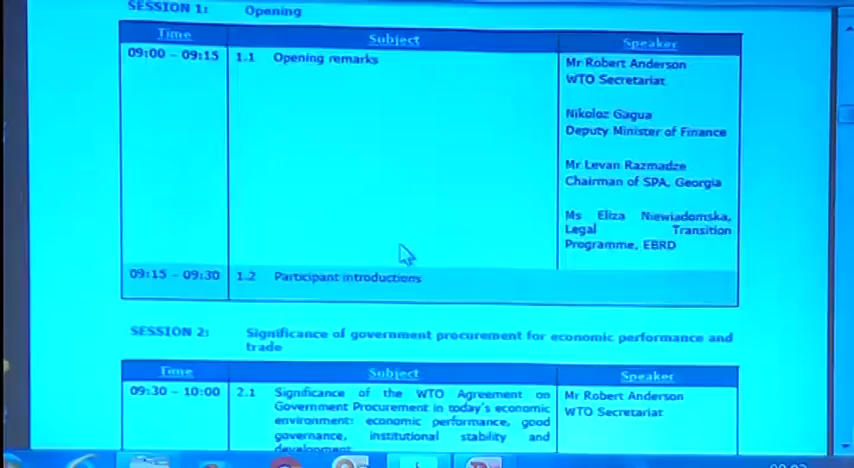 SESSION 1: Opening
Time Subject Speaker
09:00 – 09:15 1.1 Opening remarks Mr Robert Anderson
WTO Secretariat
Nikoloz Gagua
Deputy Minister of Finance
Mr Levan Razmadze
Chairman of SPA, Georgia
Ms Eliza Niewiadomska,
Legal Transition
Programme, EBRD
09:15 – 09:30 1.2 Participant introductions
SESSION 2: Significance of government procurement for economic performance and
trade
Time Subject Speaker
09:30 – 10:00 2.1 Significance of the WTO Agreement on Mr Robert Anderson
Government Procurement in today's economic WTO Secretariat
environment: economic performance, good
governance, institutional stability and
development